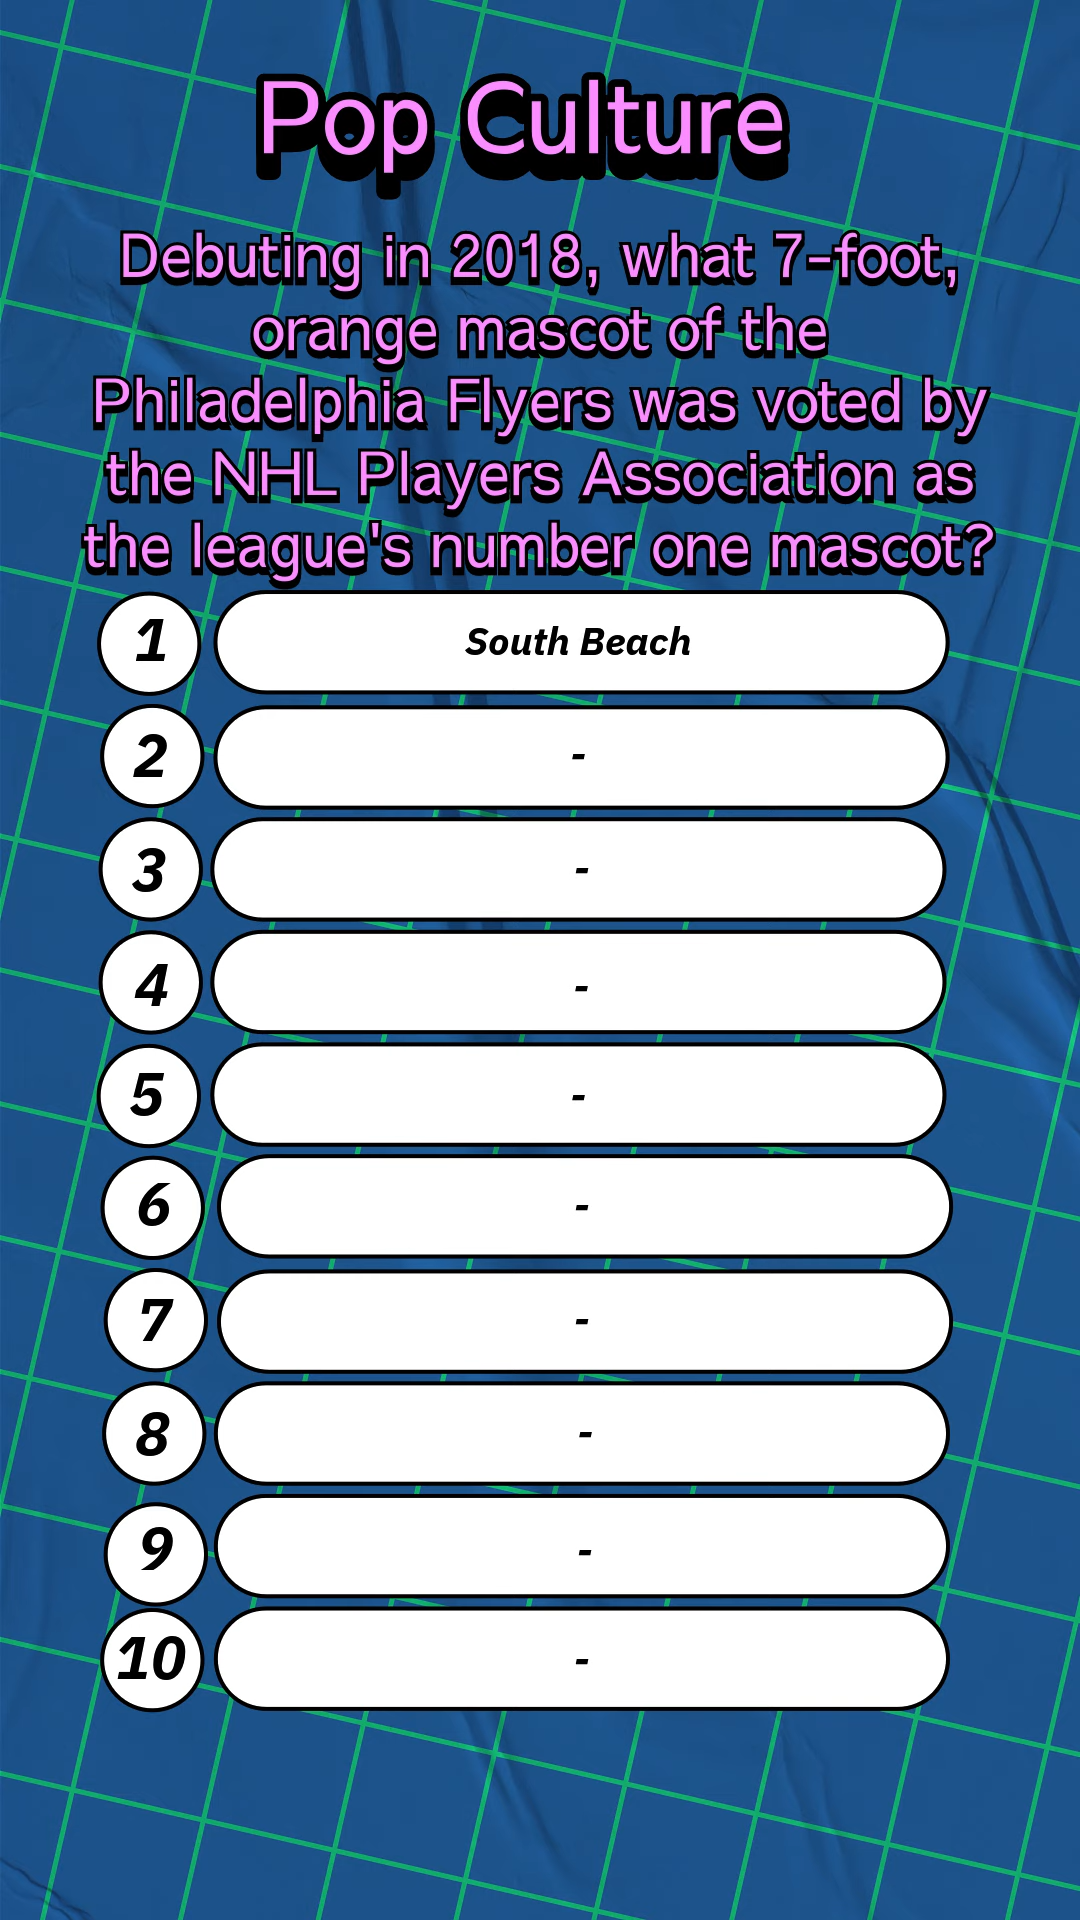 Pop Culture
Debuting in 2018, what 7-foot,
orange mascot of the
Philadelphia Flyers was voted by
the NHL Players Association as
the league's number one mascot?
1 South Beach
2 -
3 -
4 -
5 -
6 -
7 -
8 -
9 -
10 -